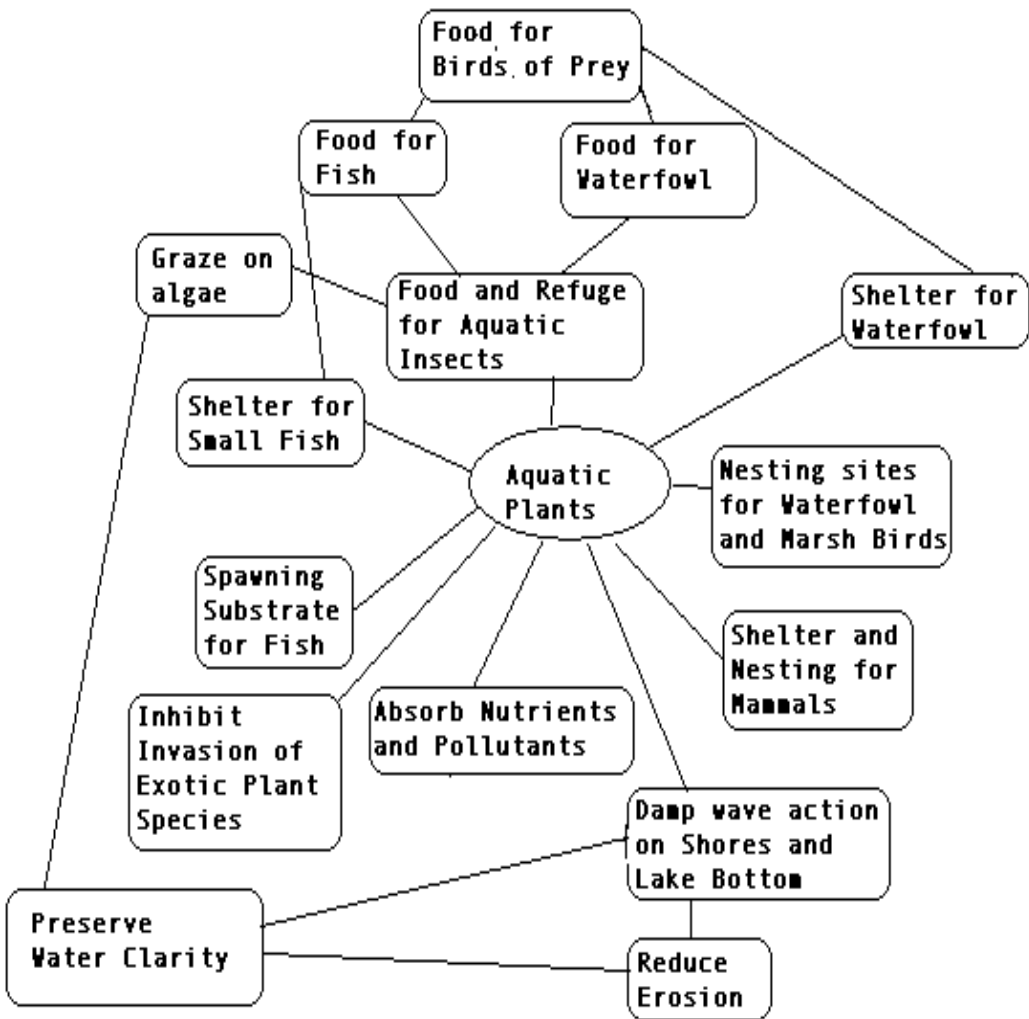 Food for
Birds of Prey
Food for
Fish
Food for
Waterfowl
Graze on
algae
Food and Refuge
for Aquatic
Insects
Shelter for
Waterfowl
Shelter for
Small Fish
Aquatic
Plants
Nesting sites
for Waterfowl
and Marsh Birds
Spawning
Substrate
for Fish
Shelter and
Nesting for
Mammals
Inhibit
Invasion of
Exotic Plant
Species
Absorb Nutrients
and Pollutants
Damp wave action
on Shores and
Lake Bottom
Preserve
Water Clarity
Reduce
Erosion